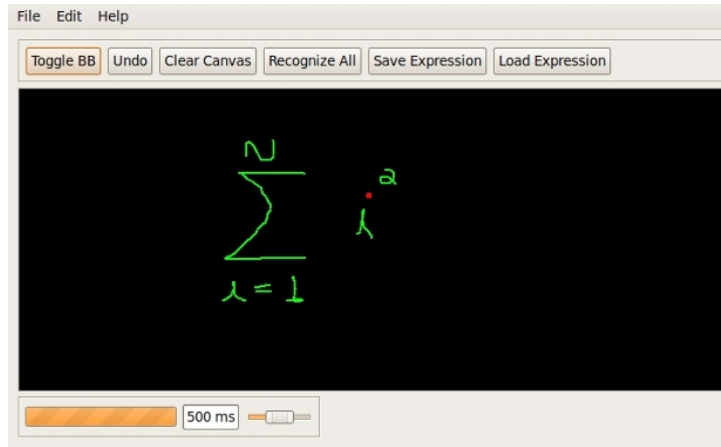 File Edit Help
Toggle BB Undo Clear Canvas Recognize All Save Expression Load Expression
N
∑ i²
i = 1
500 ms